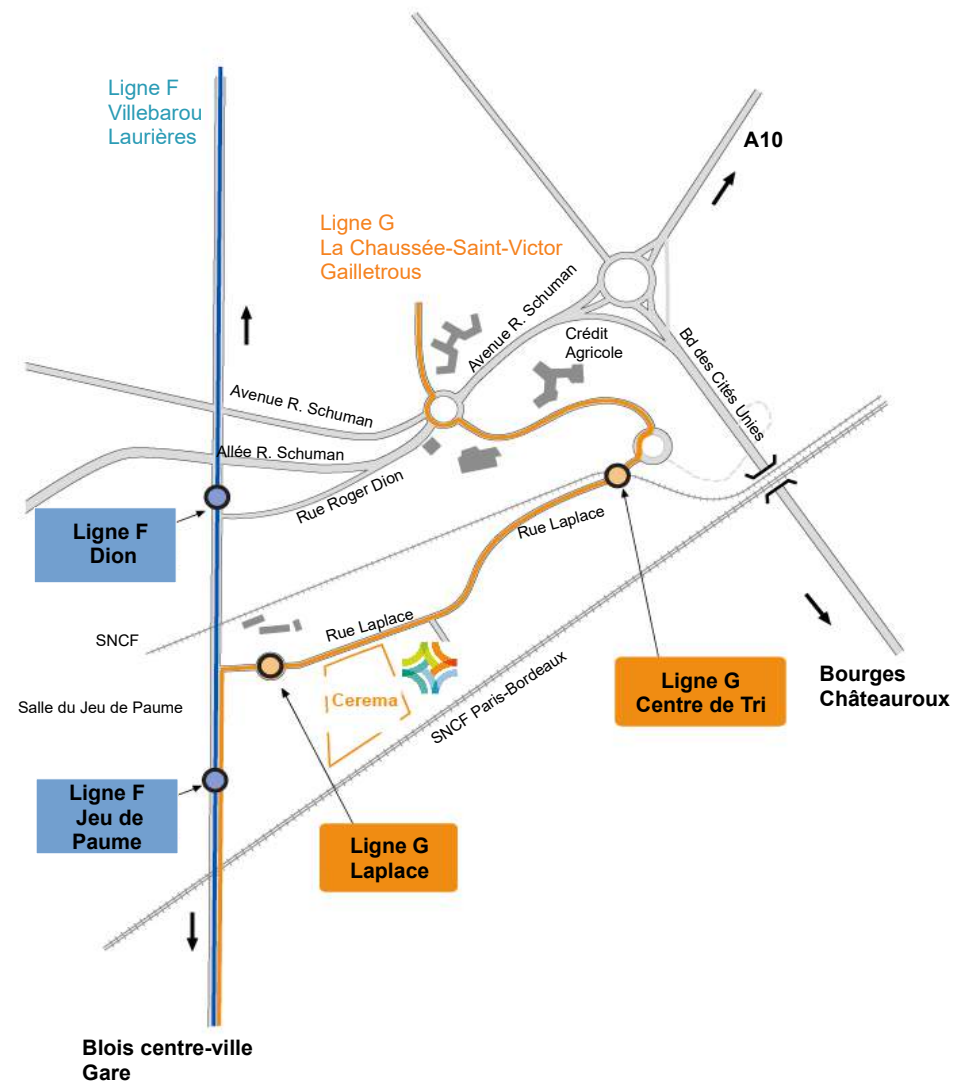 Ligne F
Villebarou
Laurières
A10
Ligne G
La Chaussée-Saint-Victor
Gailletrous
Avenue R. Schuman
Crédit
Agricole
Bd des Cités Unies
Avenue R. Schuman
Allée R. Schuman
Rue Roger Dion
Ligne F
Dion
Rue Laplace
SNCF
Rue Laplace
Cerema
SNCF Paris-Bordeaux
Ligne G
Centre de Tri
Bourges
Châteauroux
Salle du Jeu de Paume
Ligne F
Jeu de
Paume
Ligne G
Laplace
Blois centre-ville
Gare